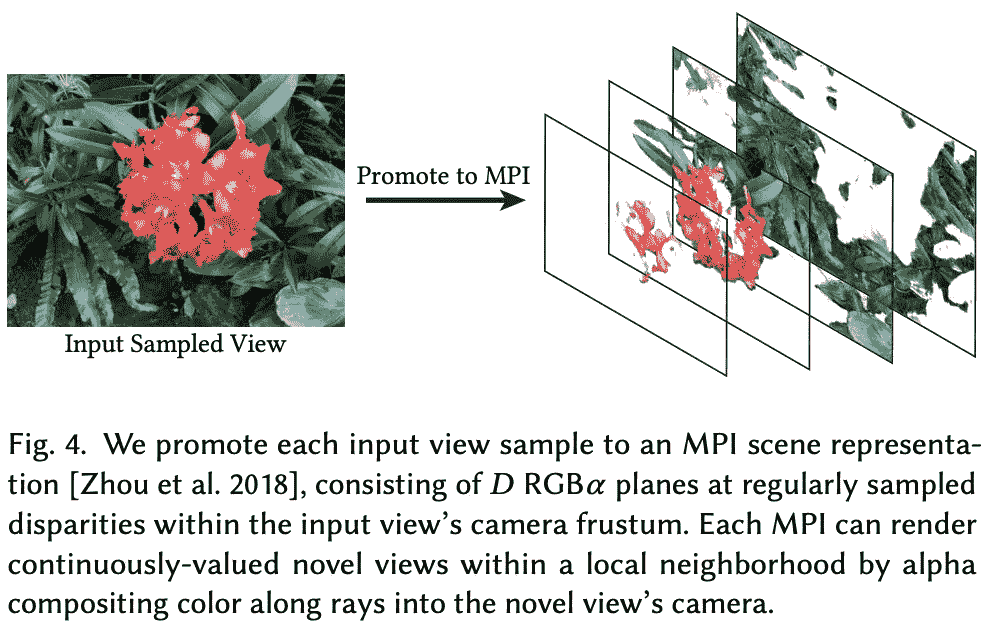 Promote to MPI
Input Sampled View
Fig. 4. We promote each input view sample to an MPI scene representa-
tion [Zhou et al. 2018], consisting of D RGBα planes at regularly sampled
disparities within the input view's camera frustum. Each MPI can render
continuously-valued novel views within a local neighborhood by alpha
compositing color along rays into the novel view's camera.